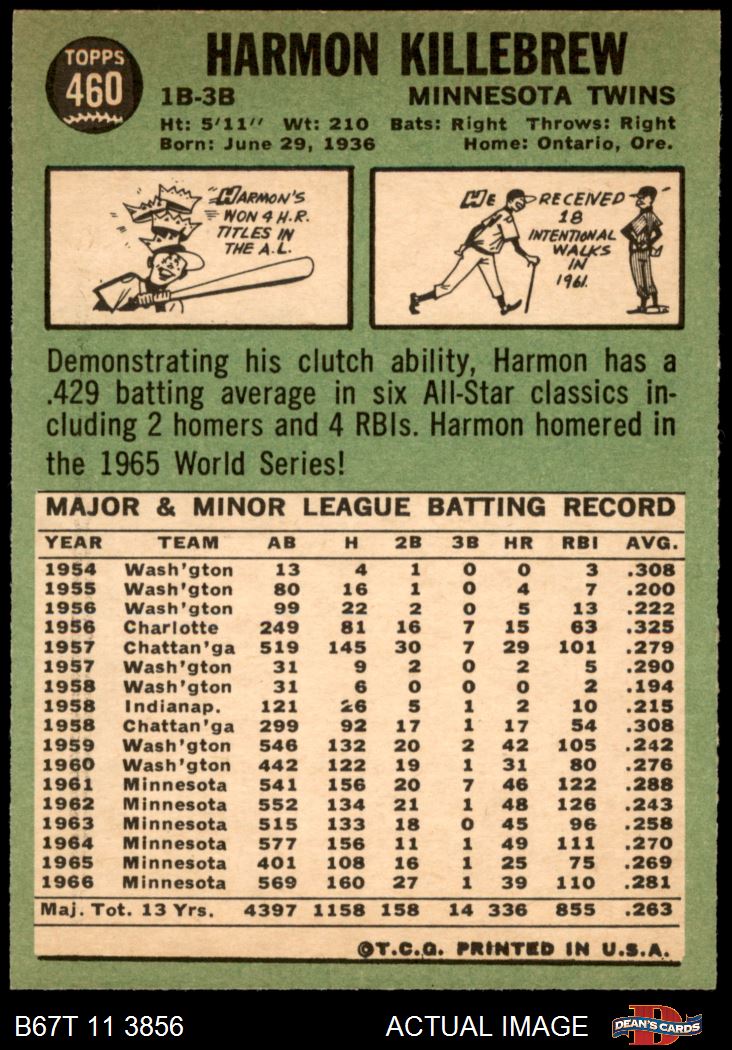 TOPPS
460
HARMON KILLEBREW
1B-3B MINNESOTA TWINS
Ht: 5'11" Wt: 210 Bats: Right Throws: Right
Born: June 29, 1936 Home: Ontario, Ore.
HARMON'S
WON 4 H.R.
TITLES IN
THE A.L.
HE RECEIVED
18
INTENTIONAL
WALKS
IN
1961.
Demonstrating his clutch ability, Harmon has a
.429 batting average in six All-Star classics in-
cluding 2 homers and 4 RBIs. Harmon homered in
the 1965 World Series!
MAJOR & MINOR LEAGUE BATTING RECORD
YEAR TEAM AB H 2B 3B HR RBI AVG.
1954 Wash'gton 13 4 1 0 0 3 .308
1955 Wash'gton 80 16 1 0 4 7 .200
1956 Wash'gton 99 22 2 0 5 13 .222
1956 Charlotte 249 81 16 7 15 63 .325
1957 Chattan'ga 519 145 30 7 29 101 .279
1957 Wash'gton 31 9 2 0 2 5 .290
1958 Wash'gton 31 6 0 0 0 2 .194
1958 Indianap. 121 26 5 1 2 10 .215
1958 Chattan'ga 299 92 17 1 17 54 .308
1959 Wash'gton 546 132 20 2 42 105 .242
1960 Wash'gton 442 122 19 1 31 80 .276
1961 Minnesota 541 156 20 7 46 122 .288
1962 Minnesota 552 134 21 1 48 126 .243
1963 Minnesota 515 133 18 0 45 96 .258
1964 Minnesota 577 156 11 1 49 111 .270
1965 Minnesota 401 108 16 1 25 75 .269
1966 Minnesota 569 160 27 1 39 110 .281
Maj. Tot. 13 Yrs. 4397 1158 158 14 336 855 .263
©T.C.G. PRINTED IN U.S.A.
B67T 11 3856 ACTUAL IMAGE
D
DEAN'S CARDS